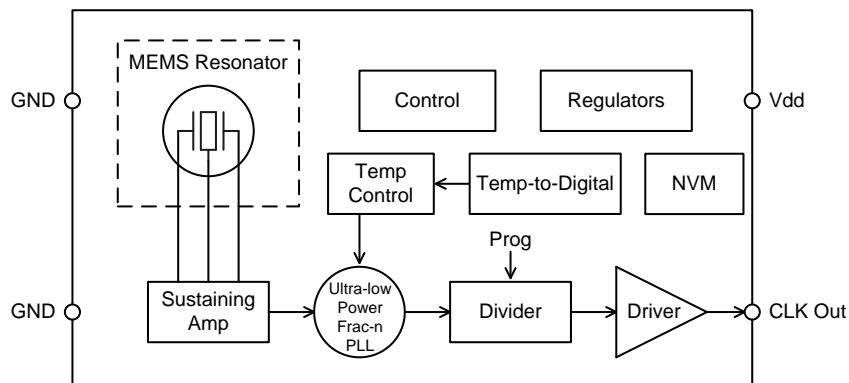 MEMS Resonator
GND
Control
Regulators
Vdd
Temp
Control
Temp-to-Digital
NVM
Prog
GND
Sustaining
Amp
Ultra-low
Power
Frac-n
PLL
Divider
Driver
CLK Out